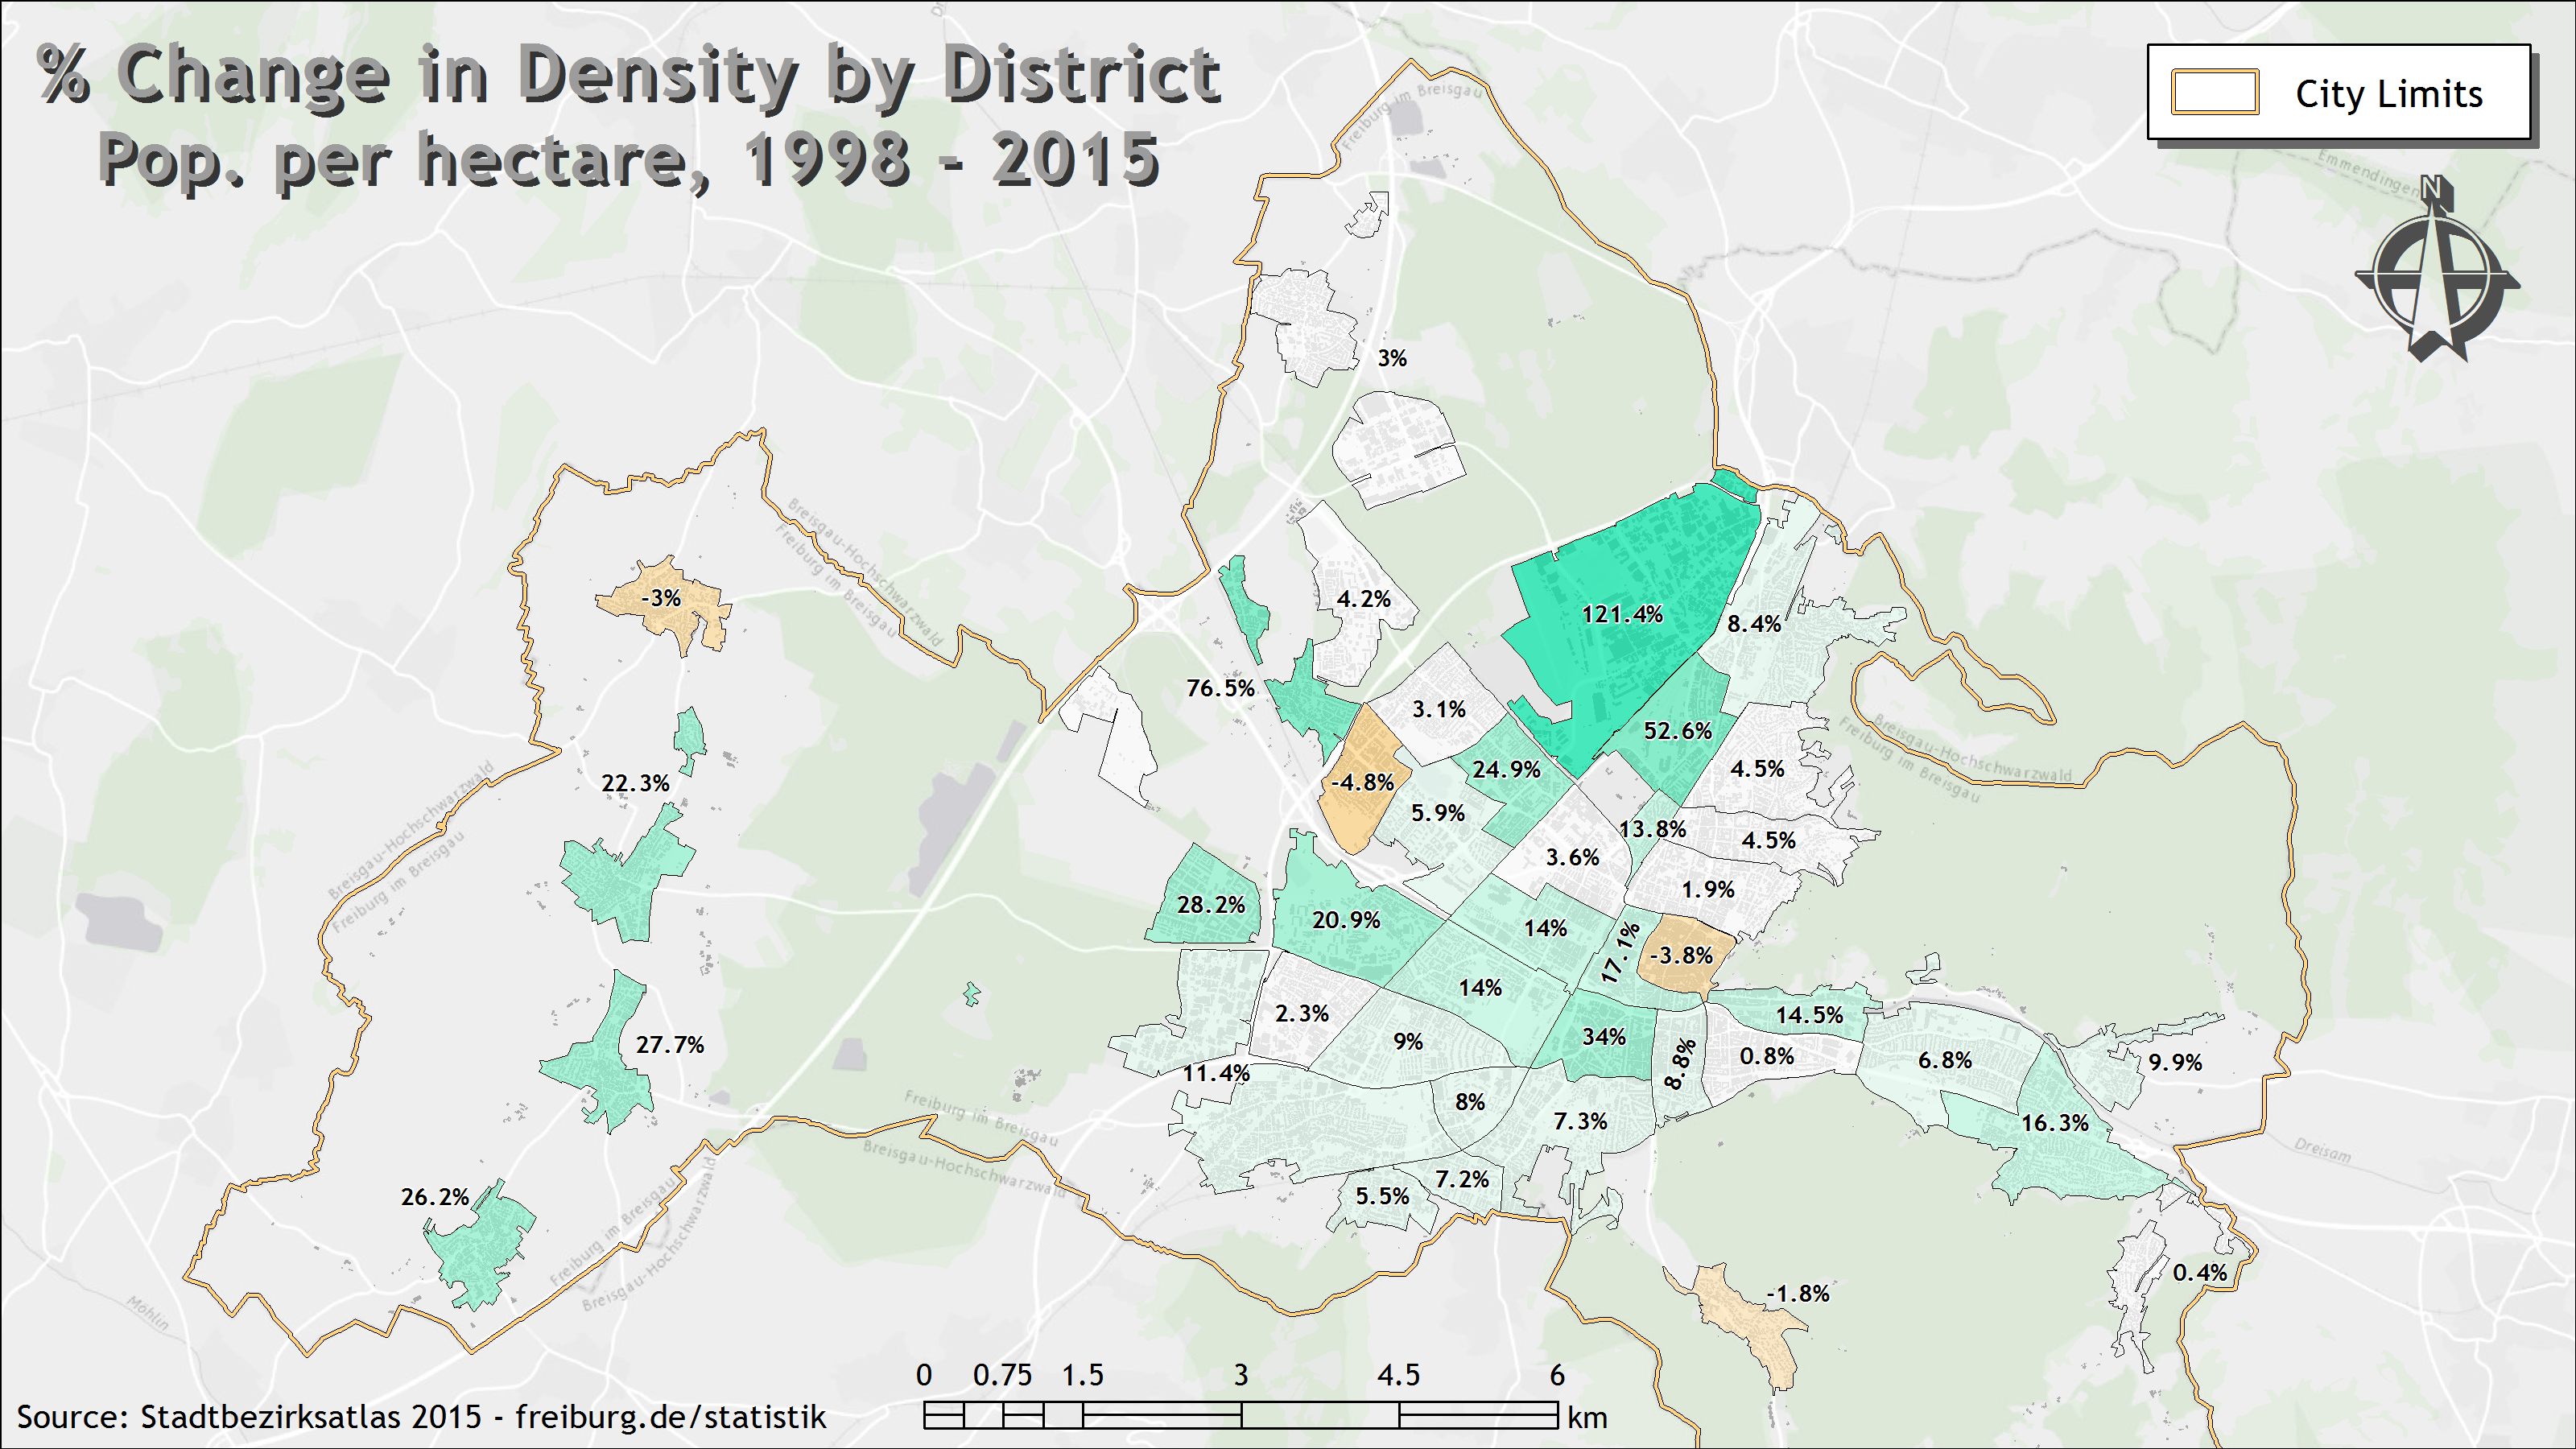 % Change in Density by District
Pop. per hectare, 1998 - 2015
City Limits
N
Freiburg im Breisgau
Emmendingen
3%
Breisgau-Hochschwarzwald
Freiburg im Breisgau
-3%
4.2%
121.4%
8.4%
76.5%
3.1%
52.6%
Breisgau-Hochschwarzwald
Freiburg im Breisgau
22.3%
-4.8%
24.9%
4.5%
5.9%
13.8%
4.5%
Breisgau-Hochschwarzwald
Freiburg im Breisgau
3.6%
1.9%
28.2%
20.9%
14%
17.1%
-3.8%
14%
2.3%
14.5%
27.7%
9%
34%
8.8%
0.8%
6.8%
9.9%
11.4%
8%
7.3%
16.3%
Freiburg im Breisgau
Breisgau-Hochschwarzwald
Dreisam
26.2%
5.5%
7.2%
Freiburg im Breisgau
Breisgau-Hochschwarzwald
0.4%
-1.8%
Möhlin
0 0.75 1.5 3 4.5 6
km
Source: Stadtbezirksatlas 2015 - freiburg.de/statistik